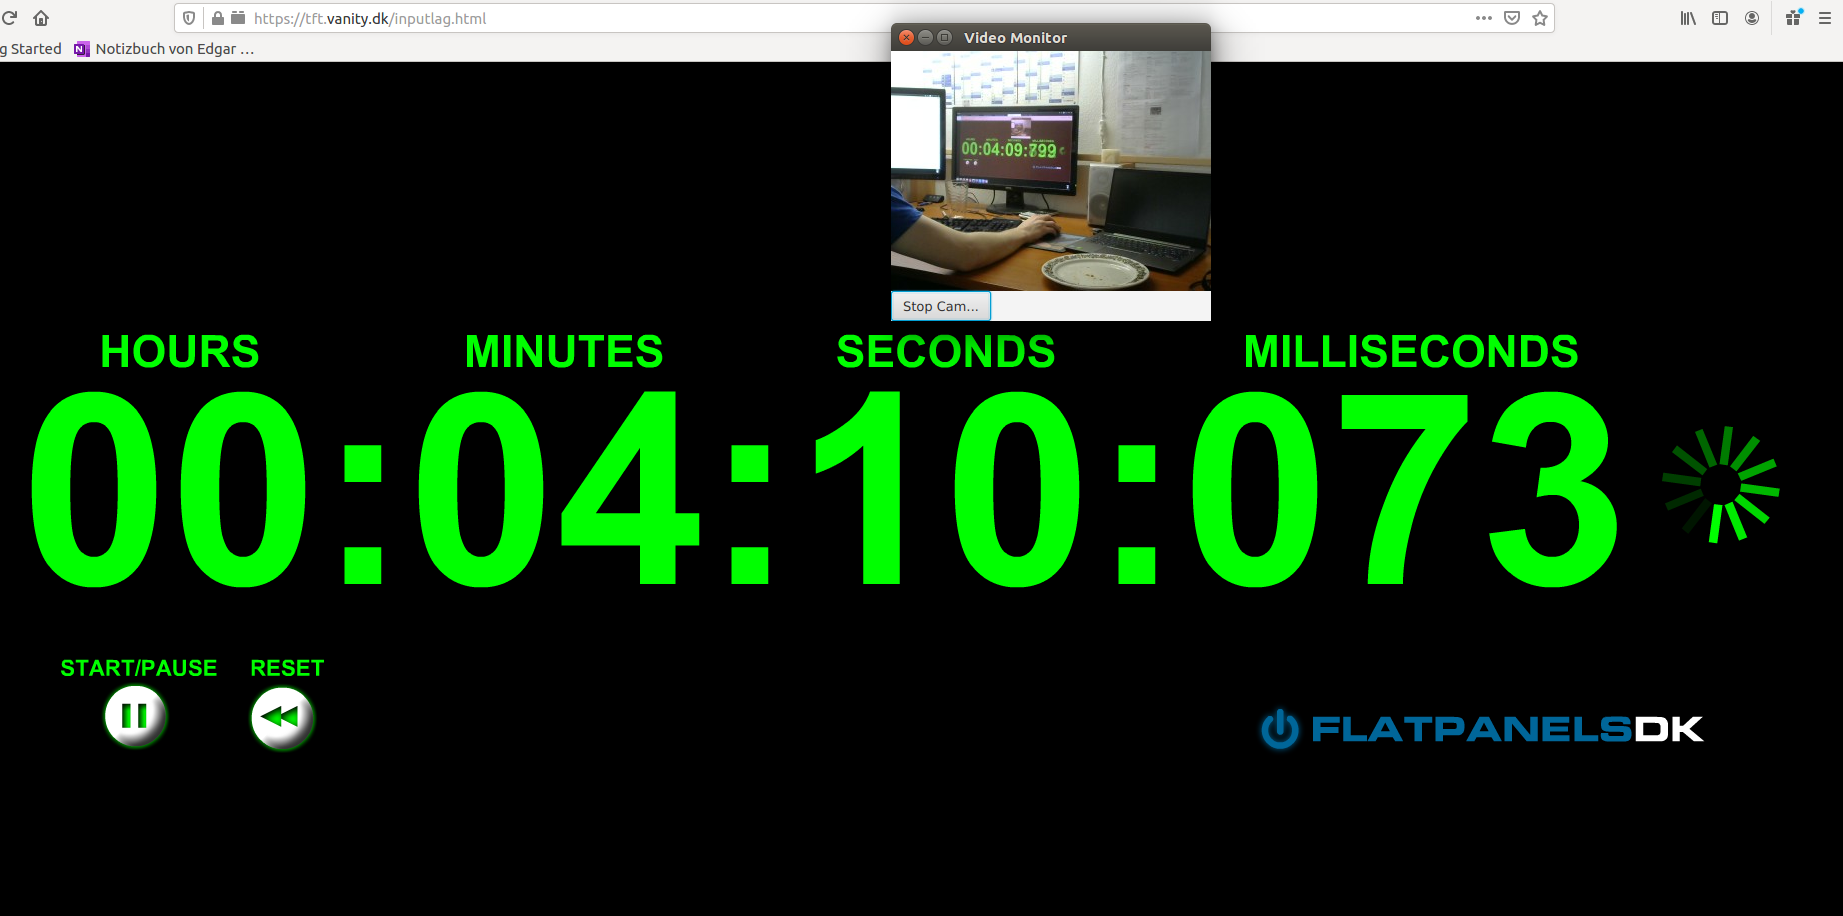 https://tft.vanity.dk/inputlag.html
g Started Notizbuch von Edgar ...
Video Monitor
00:04:09:799
Stop Cam...
HOURS MINUTES SECONDS MILLISECONDS
00:04:10:073
START/PAUSE RESET
FLATPANELSDK